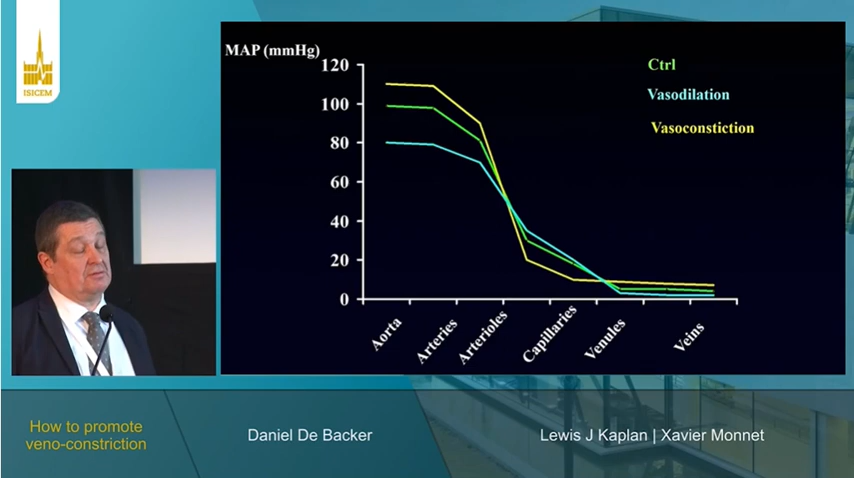 ISICEM
MAP (mmHg)
120
100
80
60
40
20
0
Ctrl
Vasodilation
Vasoconstiction
Aorta
Arteries
Arterioles
Capillaries
Venules
Veins
How to promote
veno-constriction
Daniel De Backer
Lewis J Kaplan | Xavier Monnet